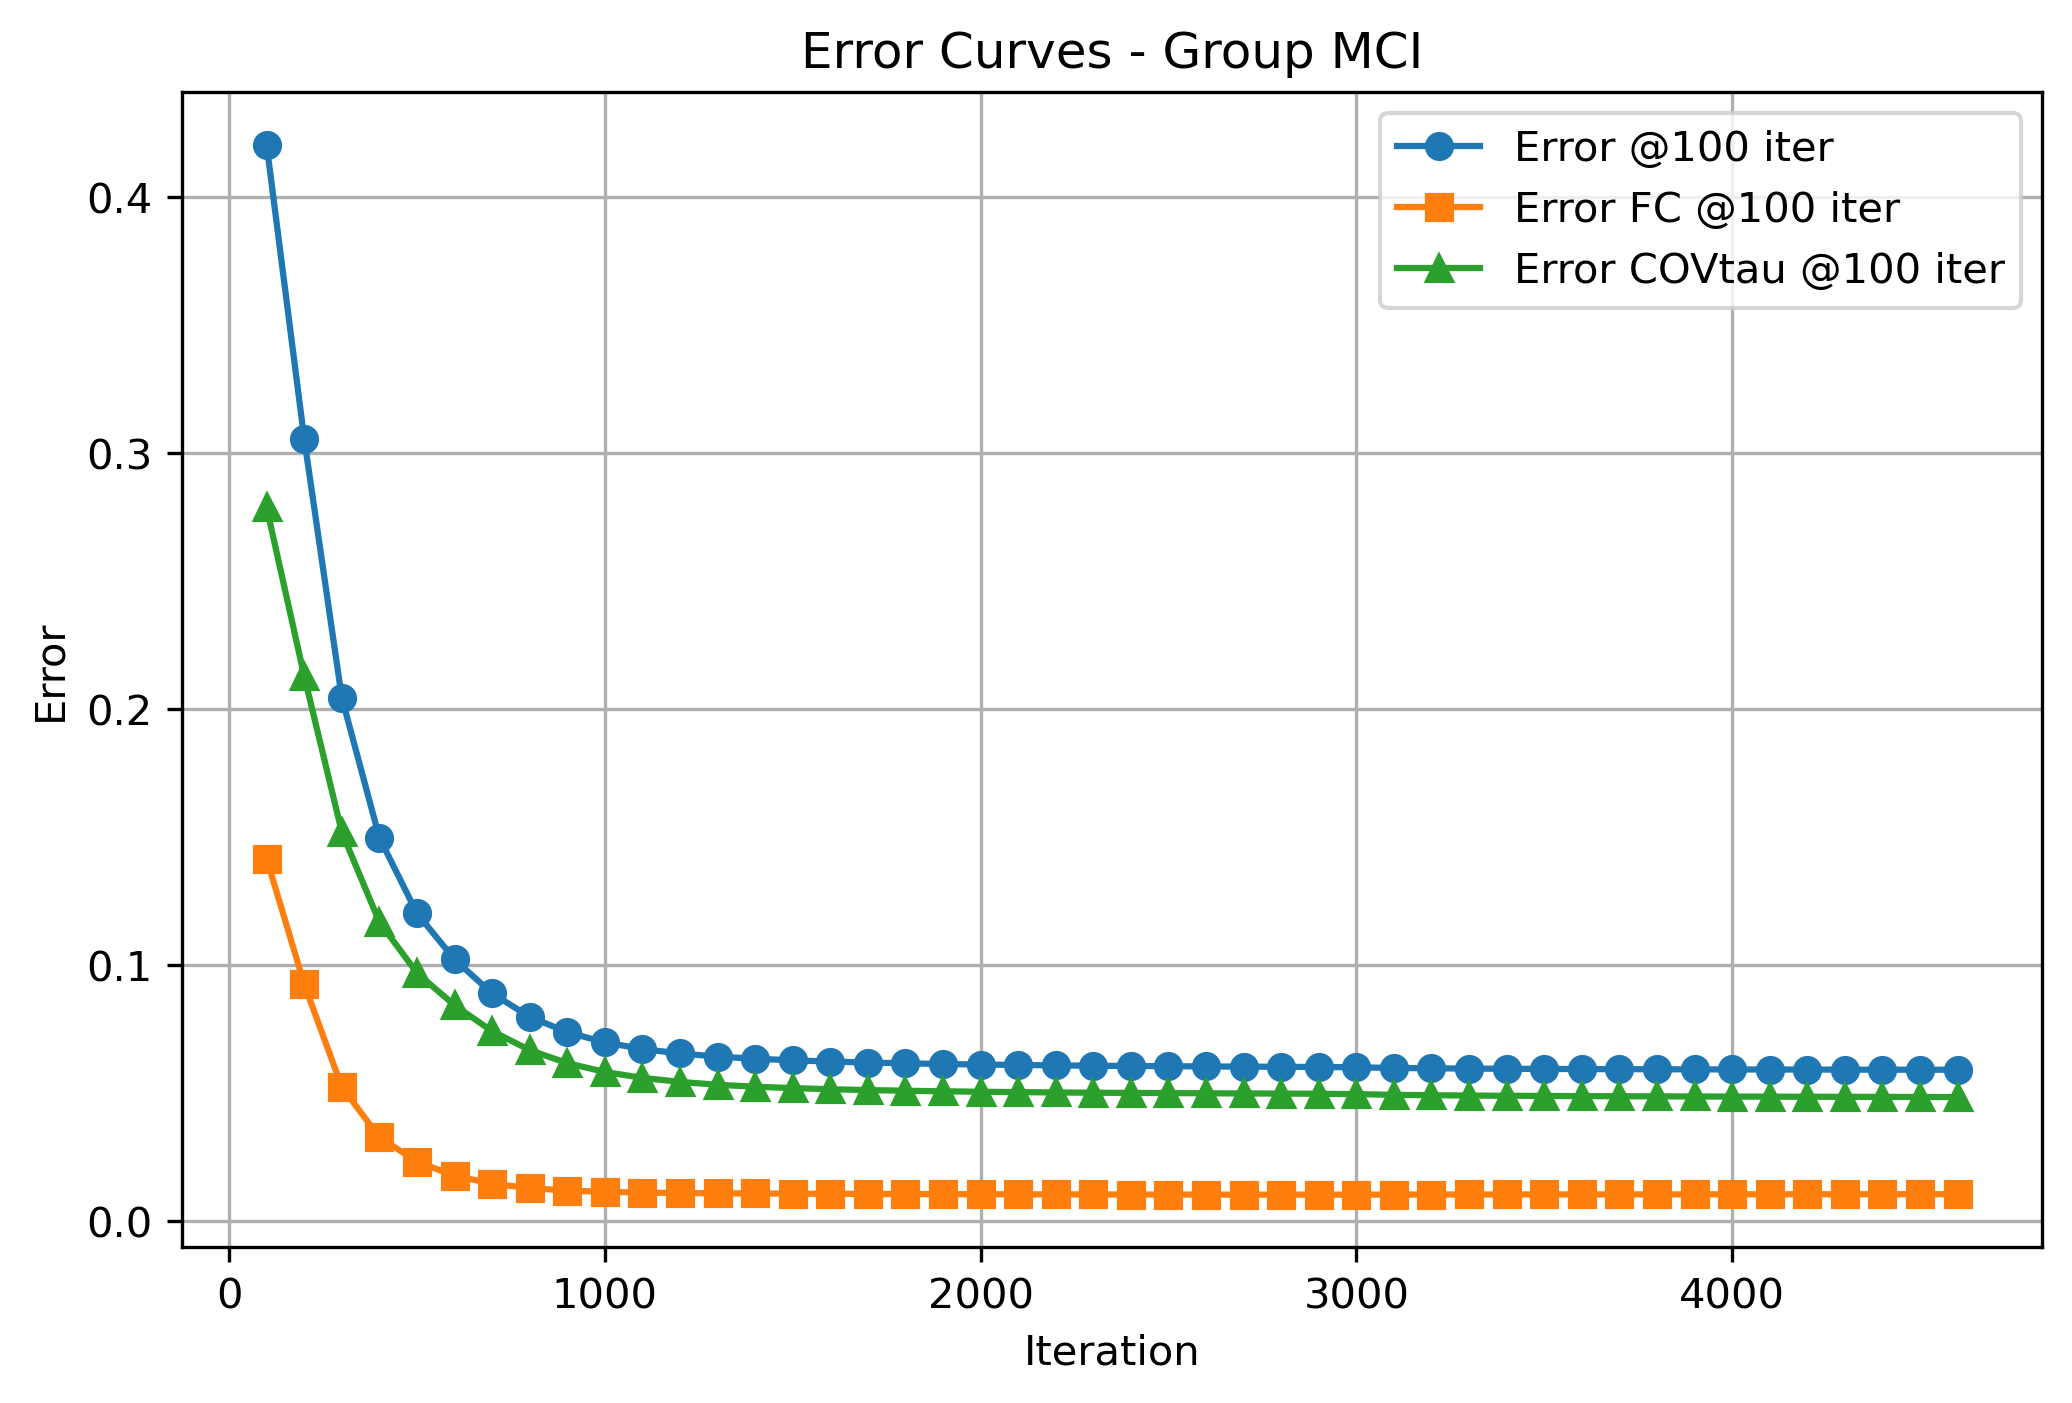 Error Curves - Group MCI
Error @100 iter
Error FC @100 iter
Error COVtau @100 iter
Error
0.4
0.3
0.2
0.1
0.0
0 1000 2000 3000 4000
Iteration